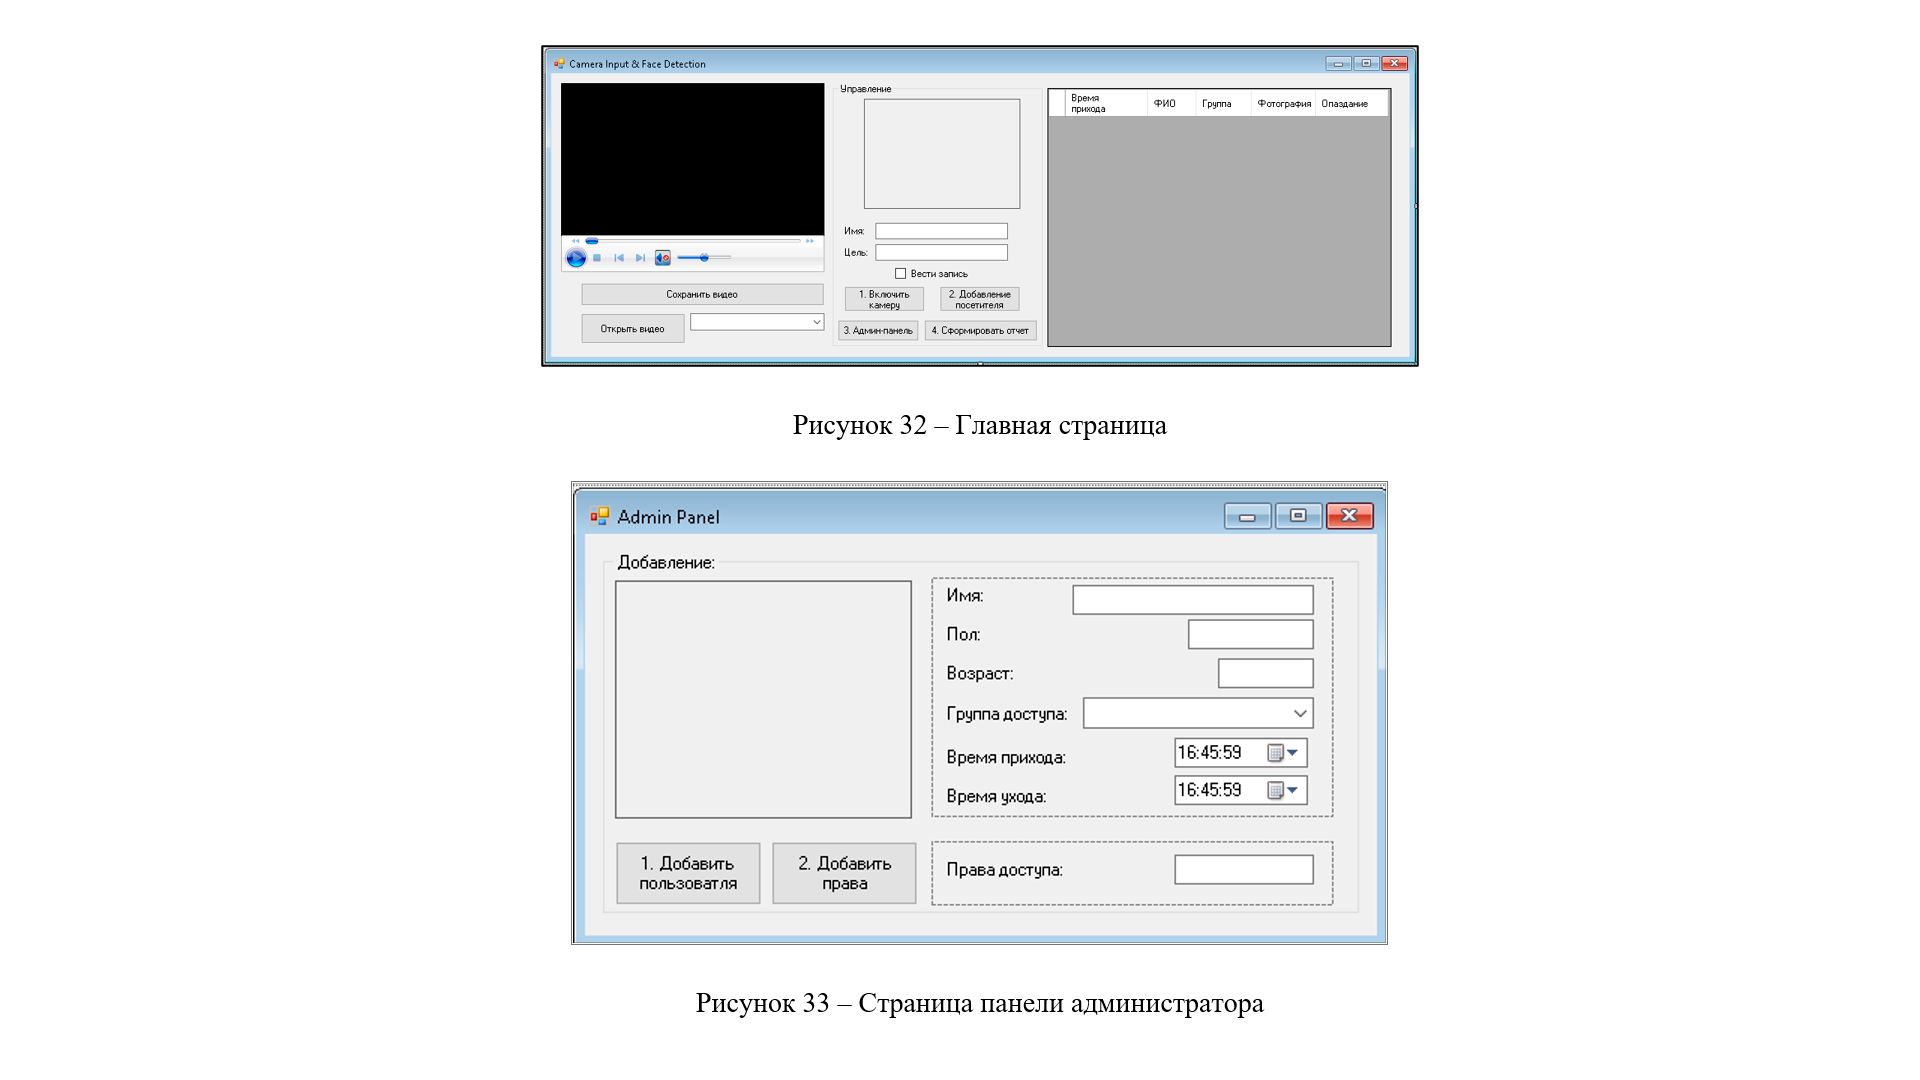 Camera Input & Face Detection
Управление
Имя:
Цель:
Вести запись
1. Включить
камеру
2. Добавление
посетителя
3. Админ-панель
4. Сформировать отчет
Сохранить видео
Открыть видео
Время
прихода
ФИО
Группа
Фотография
Опаздание
Рисунок 32 – Главная страница
Admin Panel
Добавление:
Имя:
Пол:
Возраст:
Группа доступа:
Время прихода:
16:45:59
Время ухода:
16:45:59
1. Добавить
пользоватля
2. Добавить
права
Права доступа:
Рисунок 33 – Страница панели администратора